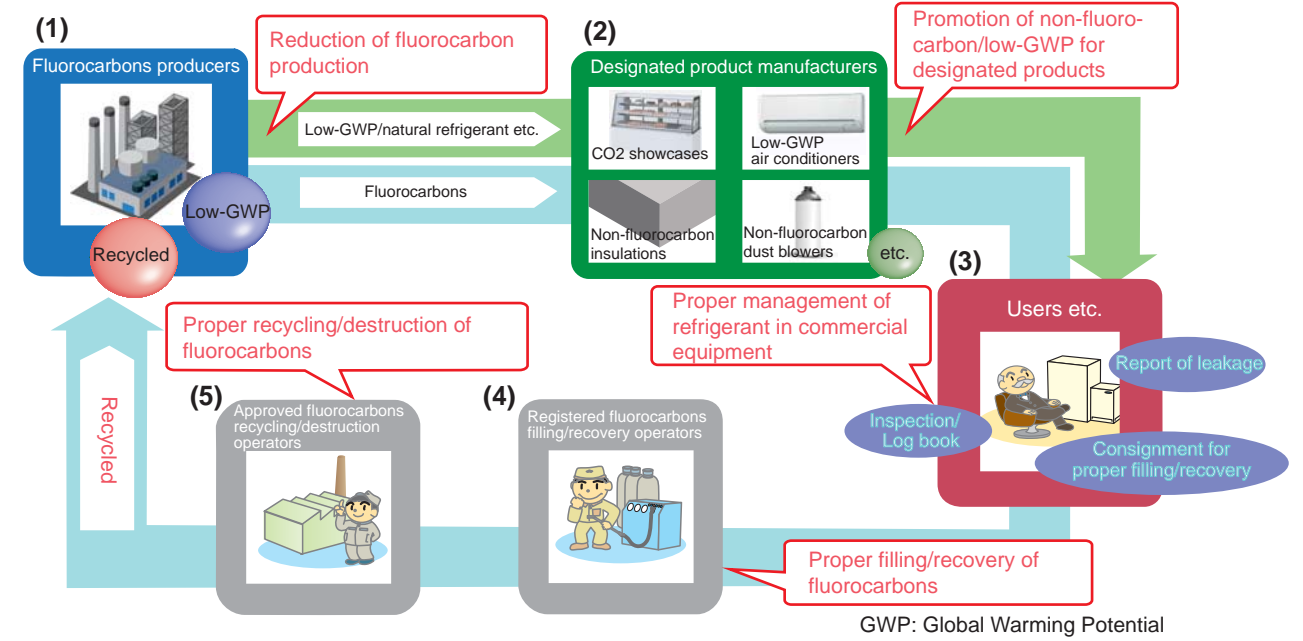 (1)
Fluorocarbons producers
Low-GWP
Recycled
Reduction of fluorocarbon
production
Low-GWP/natural refrigerant etc.
Fluorocarbons
(2)
Designated product manufacturers
CO2 showcases
Low-GWP
air conditioners
Non-fluorocarbon
insulations
Non-fluorocarbon
dust blowers
etc.
Promotion of non-fluoro-
carbon/low-GWP for
designated products
(3)
Users etc.
Report of leakage
Inspection/
Log book
Consignment for
proper filling/recovery
Proper management of
refrigerant in commercial
equipment
(4)
Registered fluorocarbons
filling/recovery operators
Proper filling/recovery of
fluorocarbons
(5)
Approved fluorocarbons
recycling/destruction
operators
Proper recycling/destruction of
fluorocarbons
Recycled
GWP: Global Warming Potential